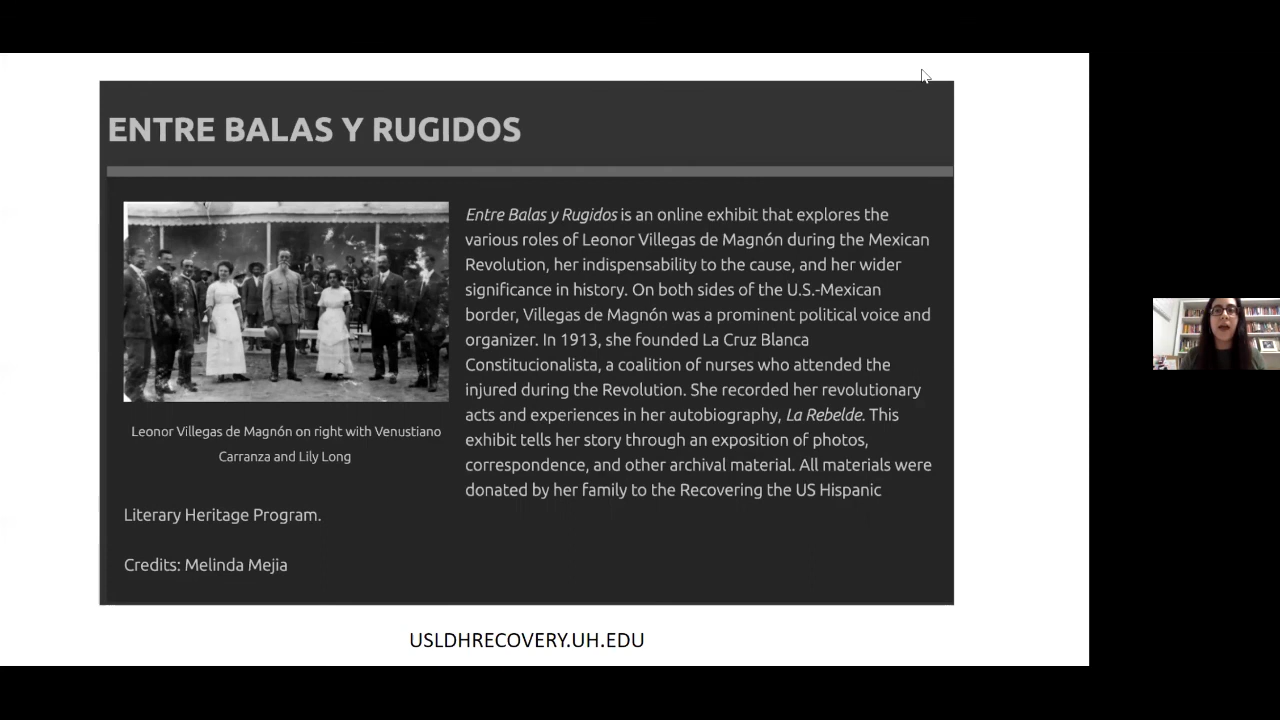 ENTRE BALAS Y RUGIDOS
Entre Balas y Rugidos is an online exhibit that explores the
various roles of Leonor Villegas de Magnón during the Mexican
Revolution, her indispensability to the cause, and her wider
significance in history. On both sides of the U.S.-Mexican
border, Villegas de Magnón was a prominent political voice and
organizer. In 1913, she founded La Cruz Blanca
Constitucionalista, a coalition of nurses who attended the
injured during the Revolution. She recorded her revolutionary
acts and experiences in her autobiography, La Rebelde. This
exhibit tells her story through an exposition of photos,
correspondence, and other archival material. All materials were
donated by her family to the Recovering the US Hispanic
Literary Heritage Program.
Leonor Villegas de Magnón on right with Venustiano
Carranza and Lily Long
Credits: Melinda Mejia
USLDHRECOVERY.UH.EDU